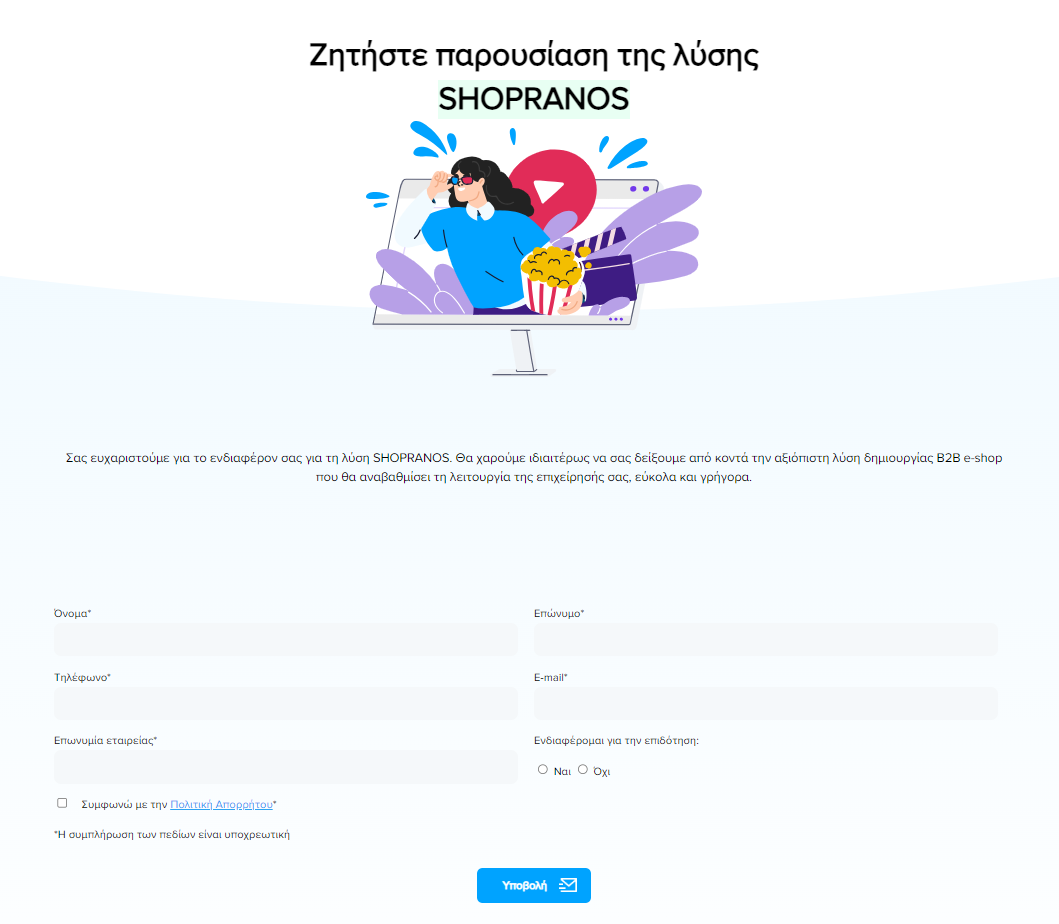 Ζητήστε παρουσίαση της λύσης
SHOPRANOS
Σας ευχαριστούμε για το ενδιαφέρον σας για τη λύση SHOPRANOS. Θα χαρούμε ιδιαιτέρως να σας δείξουμε από κοντά την αξιόπιστη λύση δημιουργίας B2B e-shop
που θα αναβαθμίσει τη λειτουργία της επιχείρησής σας, εύκολα και γρήγορα.
Όνομα*
Επώνυμο*
Τηλέφωνο*
E-mail*
Επωνυμία εταιρείας*
Ενδιαφέρομαι για την επιδότηση:
Ναι Όχι
Συμφωνώ με την Πολιτική Απορρήτου*
*Η συμπλήρωση των πεδίων είναι υποχρεωτική
Υποβολή